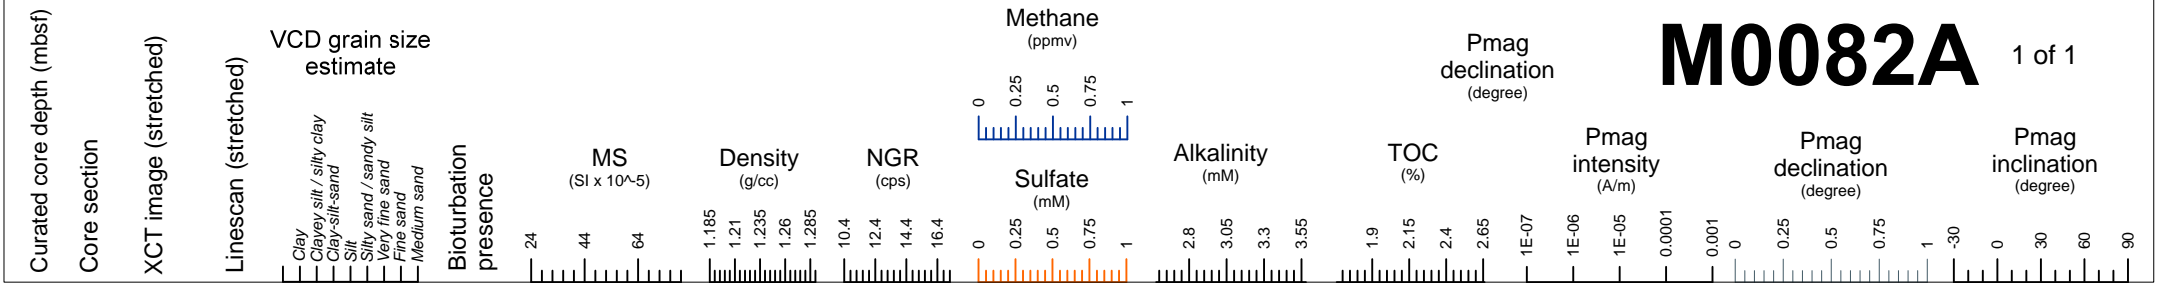 Curated core depth (mbsf)
Core section
XCT image (stretched)
Linescan (stretched)
VCD grain size
estimate
Clay
Clayey silt / silty clay
Clay-silt-sand
Silt
Silty sand / sandy silt
Very fine sand
Fine sand
Medium sand
Bioturbation
presence
MS
(SI x 10^-5)
24 44 64
Density
(g/cc)
1.185 1.21 1.235 1.26 1.285
NGR
(cps)
10.4 12.4 14.4 16.4
Methane
(ppmv)
0 0.25 0.5 0.75 1
Sulfate
(mM)
0 0.25 0.5 0.75 1
Alkalinity
(mM)
2.8 3.05 3.3 3.55
TOC
(%)
1.9 2.15 2.4 2.65
Pmag
declination
(degree)
Pmag
intensity
(A/m)
1E-07 1E-06 1E-05 0.0001 0.001
M0082A 1 of 1
Pmag
declination
(degree)
0 0.25 0.5 0.75 1
Pmag
inclination
(degree)
-30 0 30 60 90